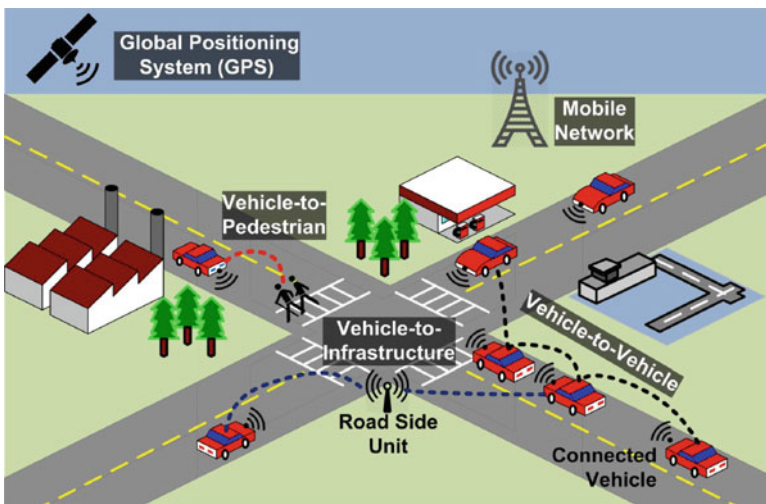 Global Positioning
System (GPS)
Mobile
Network
Vehicle-to-
Pedestrian
Vehicle-to-
Infrastructure
Vehicle-to-Vehicle
Road Side
Unit
Connected
Vehicle